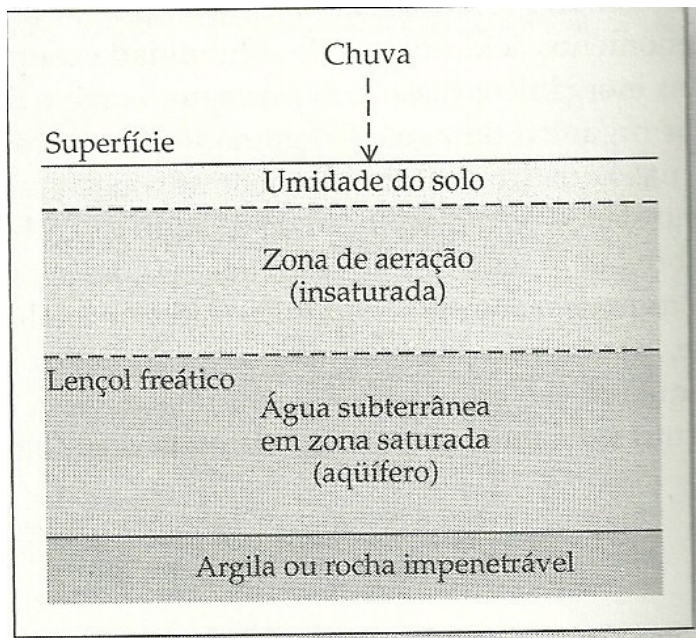 Chuva
Superfície
Umidade do solo
Zona de aeração
(insaturada)
Lençol freático
Água subterrânea
em zona saturada
(aqüífero)
Argila ou rocha impenetrável